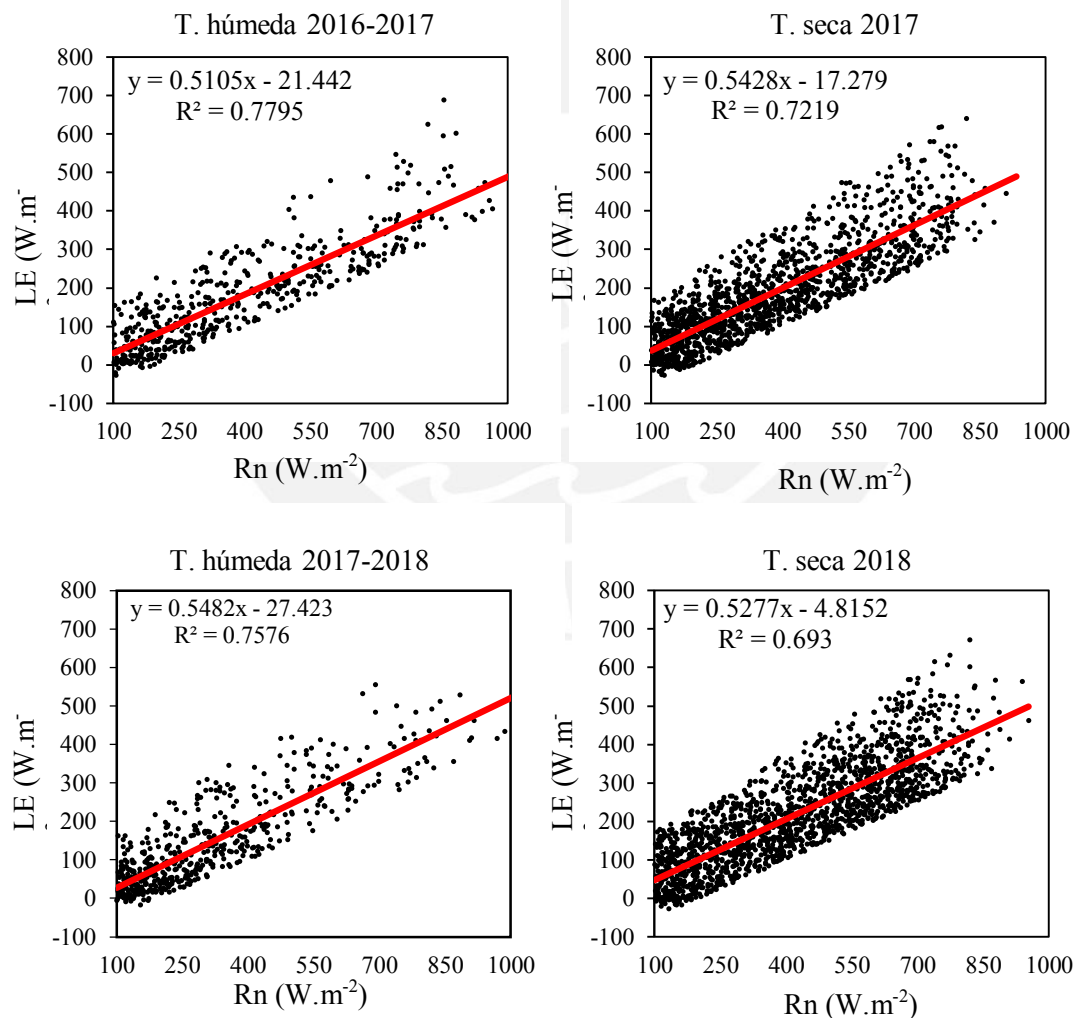 T. húmeda 2016-2017
y = 0.5105x - 21.442
R² = 0.7795
800
700
600
500
400
300
200
100
0
-100
LE (W.m-
100 250 400 550 700 850 1000
Rn (W.m-2)
T. seca 2017
y = 0.5428x - 17.279
R² = 0.7219
800
700
600
500
400
300
200
100
0
-100
LE (W.m-
100 250 400 550 700 850 1000
Rn (W.m-2)
T. húmeda 2017-2018
y = 0.5482x - 27.423
R² = 0.7576
800
700
600
500
400
300
200
100
0
-100
LE (W.m-
100 250 400 550 700 850 1000
Rn (W.m-2)
T. seca 2018
y = 0.5277x - 4.8152
R² = 0.693
800
700
600
500
400
300
200
100
0
-100
LE (W.m-
100 250 400 550 700 850 1000
Rn (W.m-2)